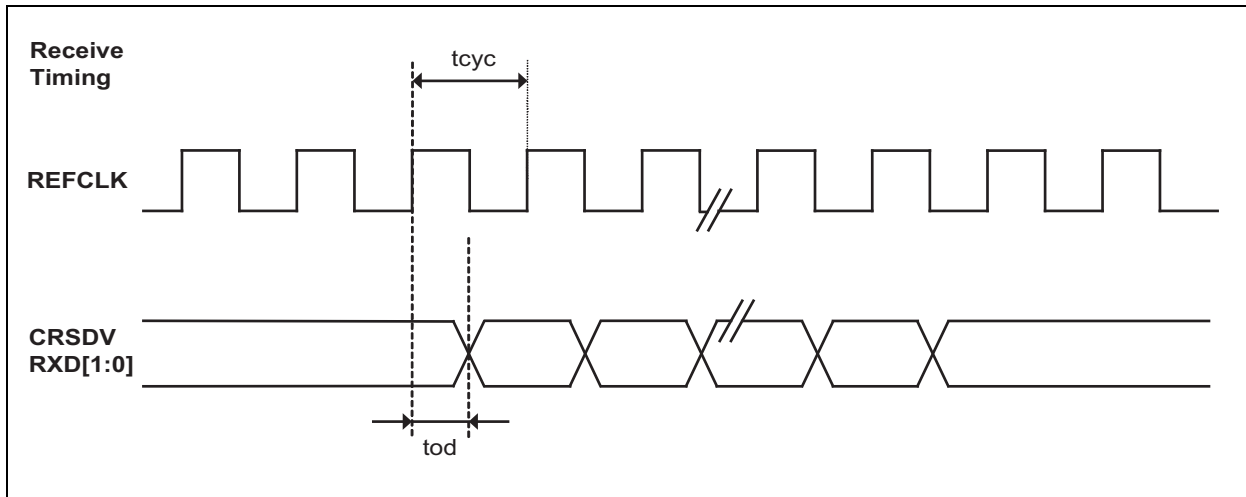 Receive
Timing
tcyc
REFCLK
CRSDV
RXD[1:0]
tod